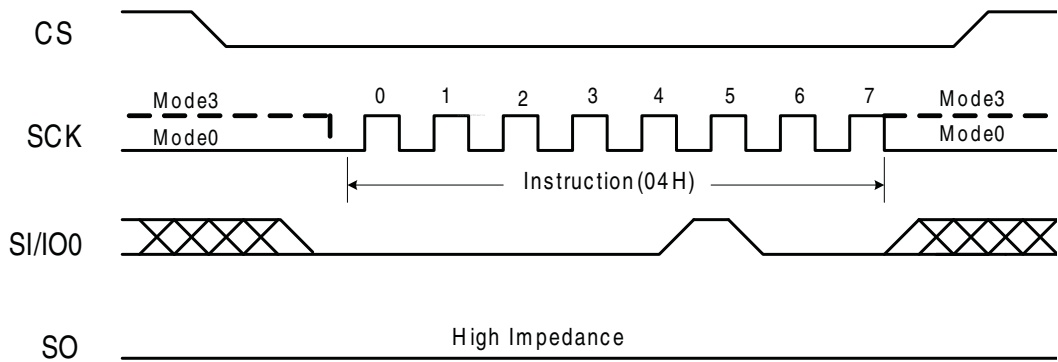 CS
0 1 2 3 4 5 6 7
Mode3 Mode3
SCK
Mode0 Mode0
Instruction(04H)
SI/IO0
High Impedance
SO